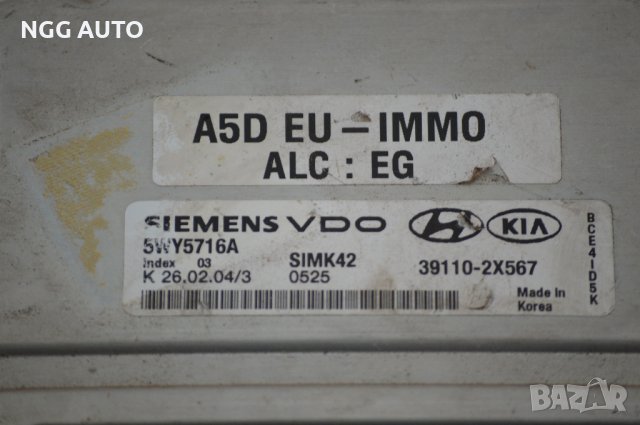 NGG AUTO
A5D EU-IMMO
ALC : EG
SIEMENS VDO
KIA
5WY5716A
Index 03
SIMK42
39110-2X567
K 26.02.04/3
0525
Made in
Korea
BCE4ID5K
BAZAR